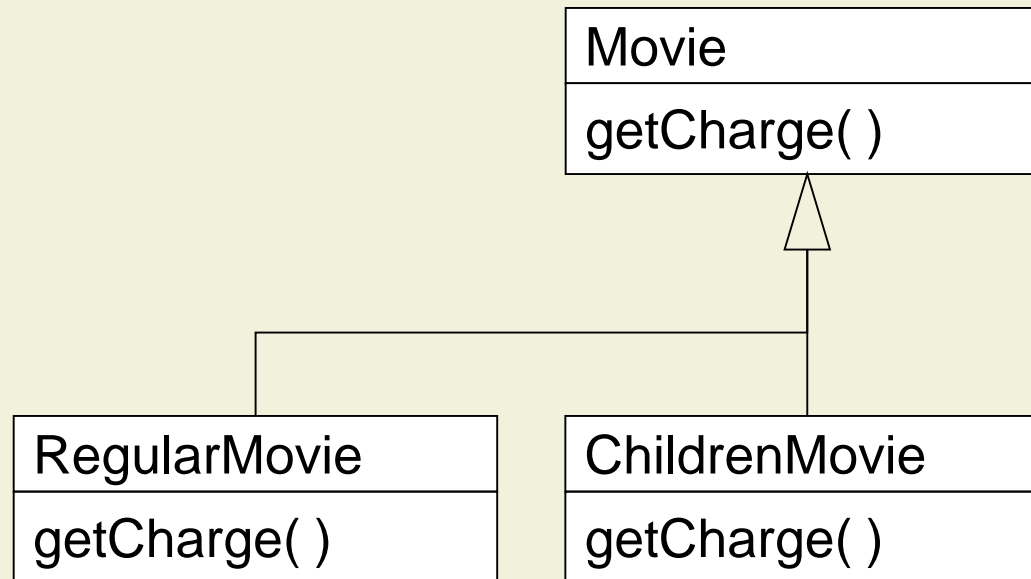 Movie
getCharge( )
RegularMovie
ChildrenMovie
getCharge( )
getCharge( )